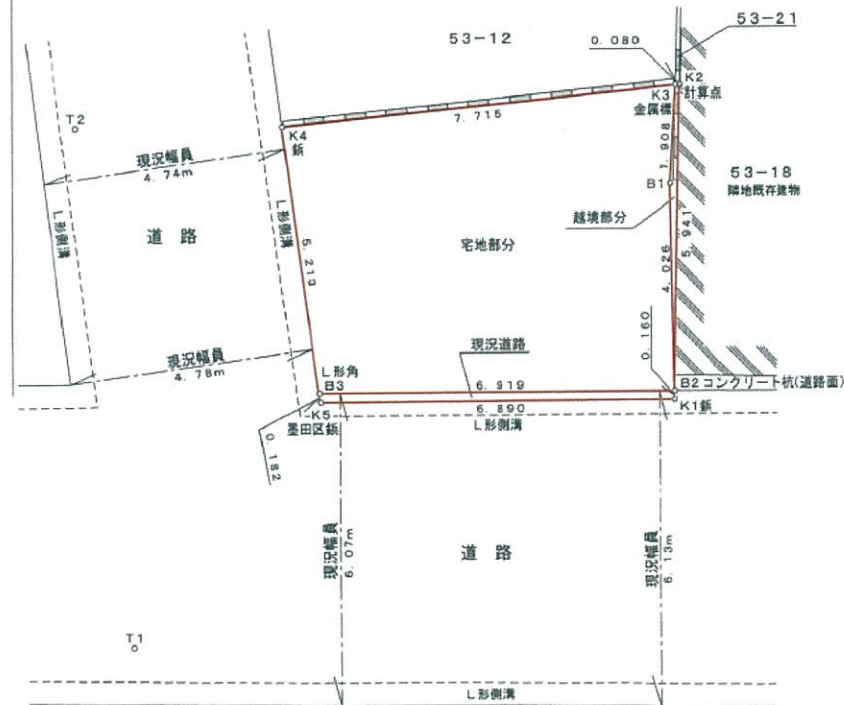 53-21
53-12
0.080
K2
計算点
K3
金属標
7.715
T2
K4
鋲
1.908
現況幅員
4.74m
53-18
隣地既存建物
B1
越境部分
L形側溝
L形側溝
道 路
5.213
宅地部分
5.941
4.026
0.160
現況幅員
4.78m
現況道路
L形角
B3
6.919
B2 コンクリート杭(道路面)
K5
墨田区鋲
6.890
K1鋲
L形側溝
0.182
現況幅員
6.07m
道 路
現況幅員
6.13m
T1
L形側溝